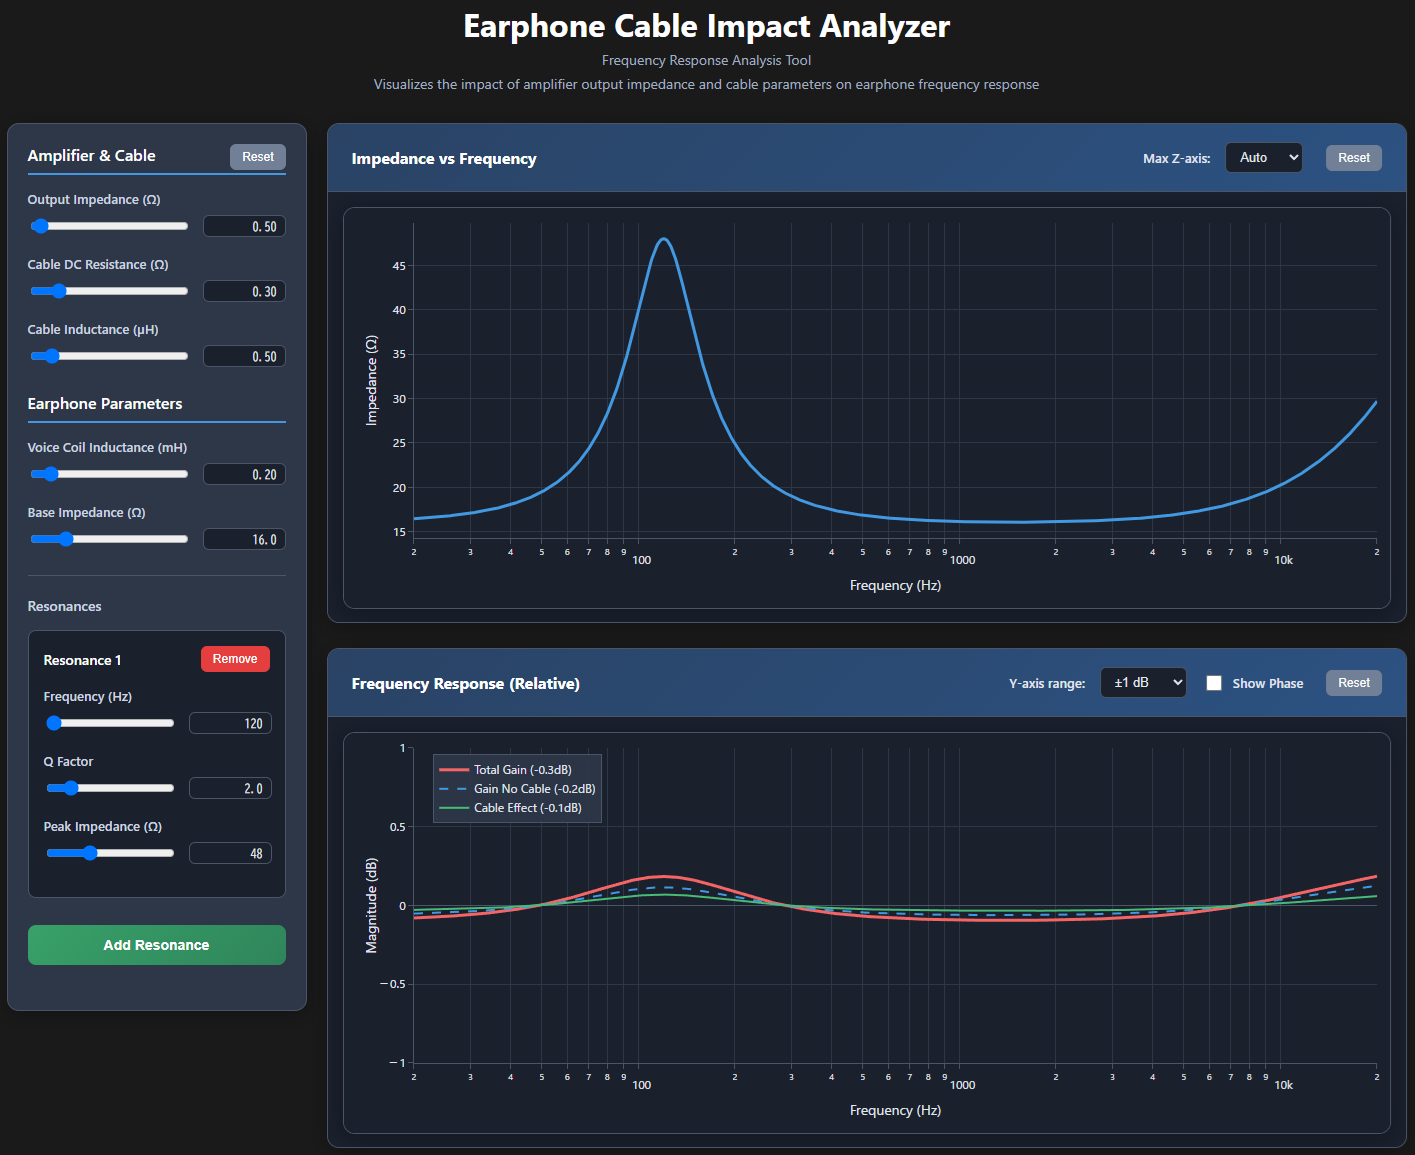 Earphone Cable Impact Analyzer
Frequency Response Analysis Tool
Visualizes the impact of amplifier output impedance and cable parameters on earphone frequency response
Amplifier & Cable
Reset
Output Impedance (Ω)
0.50
Cable DC Resistance (Ω)
0.30
Cable Inductance (μH)
0.50
Earphone Parameters
Voice Coil Inductance (mH)
0.20
Base Impedance (Ω)
16.0
Resonances
Resonance 1
Remove
Frequency (Hz)
120
Q Factor
2.0
Peak Impedance (Ω)
48
Add Resonance
Impedance vs Frequency
Max Z-axis:
Auto
Reset
45
40
35
30
25
20
15
Impedance (Ω)
2 3 4 5 6 7 8 9 100 2 3 4 5 6 7 8 9 1000 2 3 4 5 6 7 8 9 10k 2
Frequency (Hz)
Frequency Response (Relative)
Y-axis range:
±1 dB
Show Phase
Reset
Total Gain (-0.3dB)
Gain No Cable (-0.2dB)
Cable Effect (-0.1dB)
1
0.5
0
−0.5
−1
Magnitude (dB)
2 3 4 5 6 7 8 9 100 2 3 4 5 6 7 8 9 1000 2 3 4 5 6 7 8 9 10k 2
Frequency (Hz)